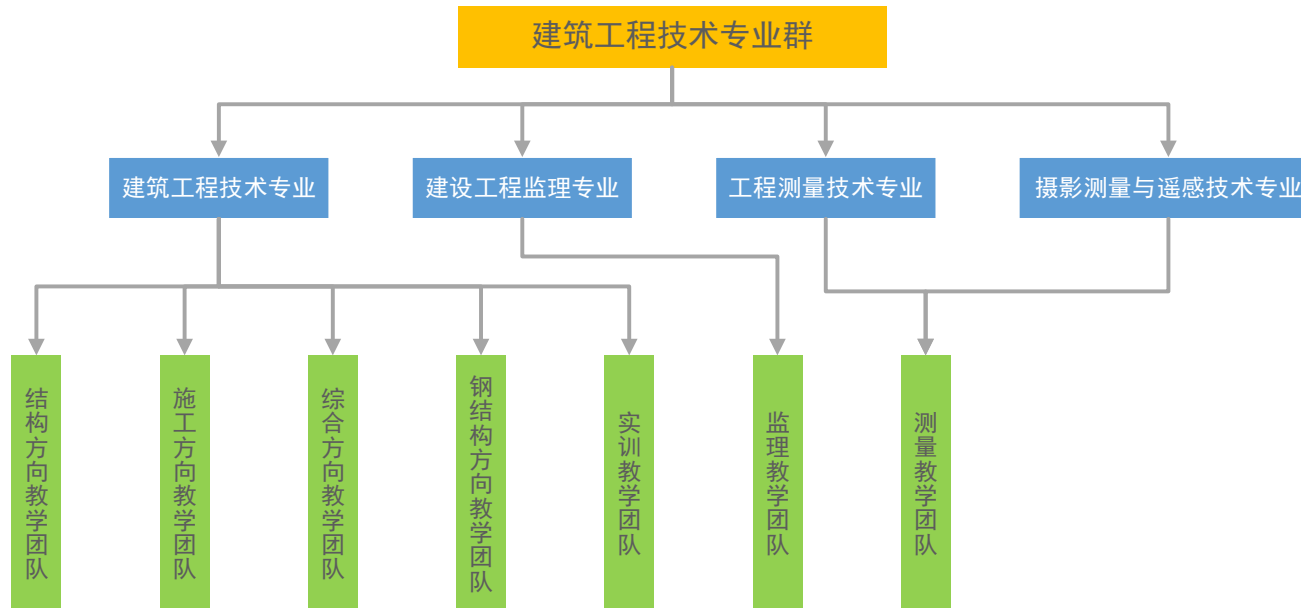 建筑工程技术专业群
建筑工程技术专业
建设工程监理专业
工程测量技术专业
摄影测量与遥感技术专业
结构方向教学团队
施工方向教学团队
综合方向教学团队
钢结构方向教学团队
实训教学团队
监理教学团队
测量教学团队